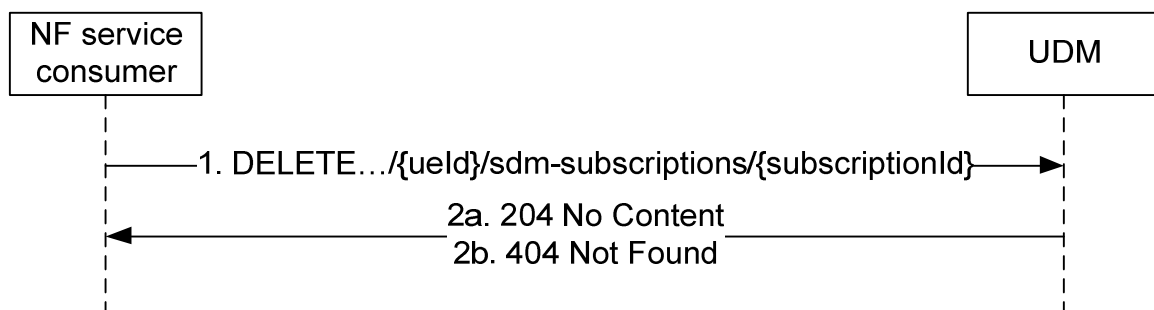 NF service
consumer
UDM
1. DELETE…/{ueId}/sdm-subscriptions/{subscriptionId}
2a. 204 No Content
2b. 404 Not Found